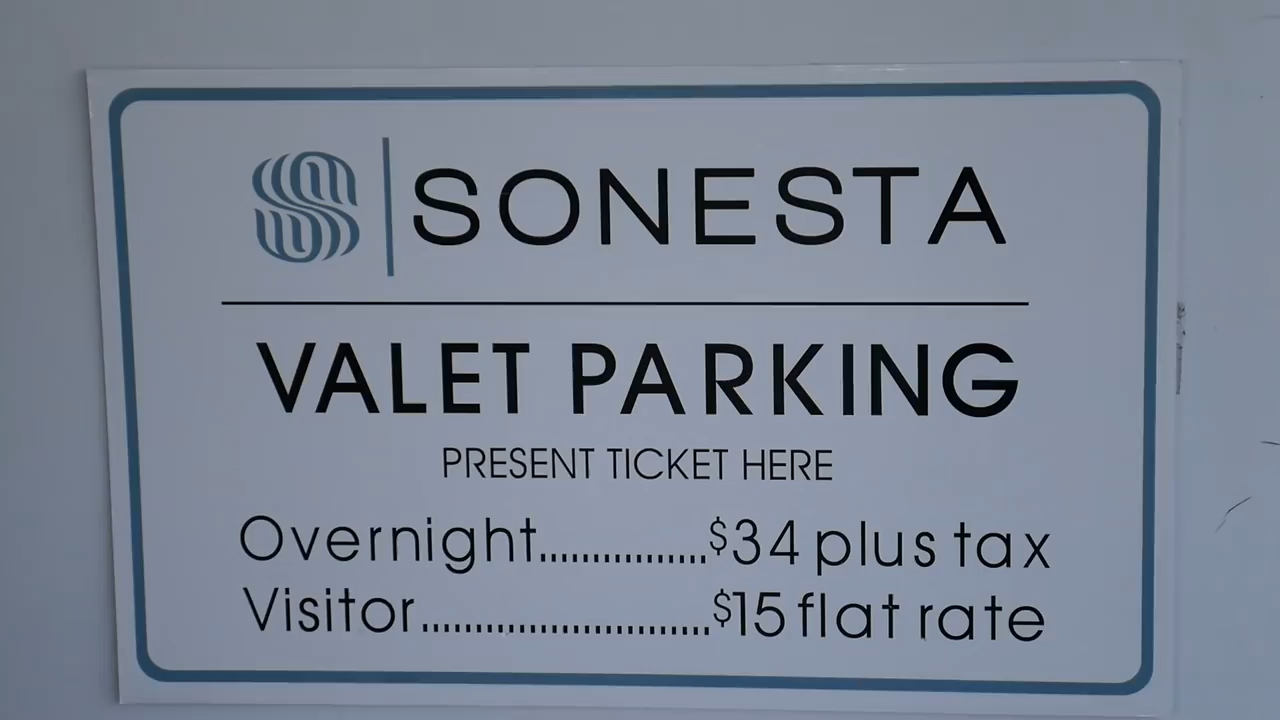 SONESTA
VALET PARKING
PRESENT TICKET HERE
Overnight................$34 plus tax
Visitor............................$15 flat rate